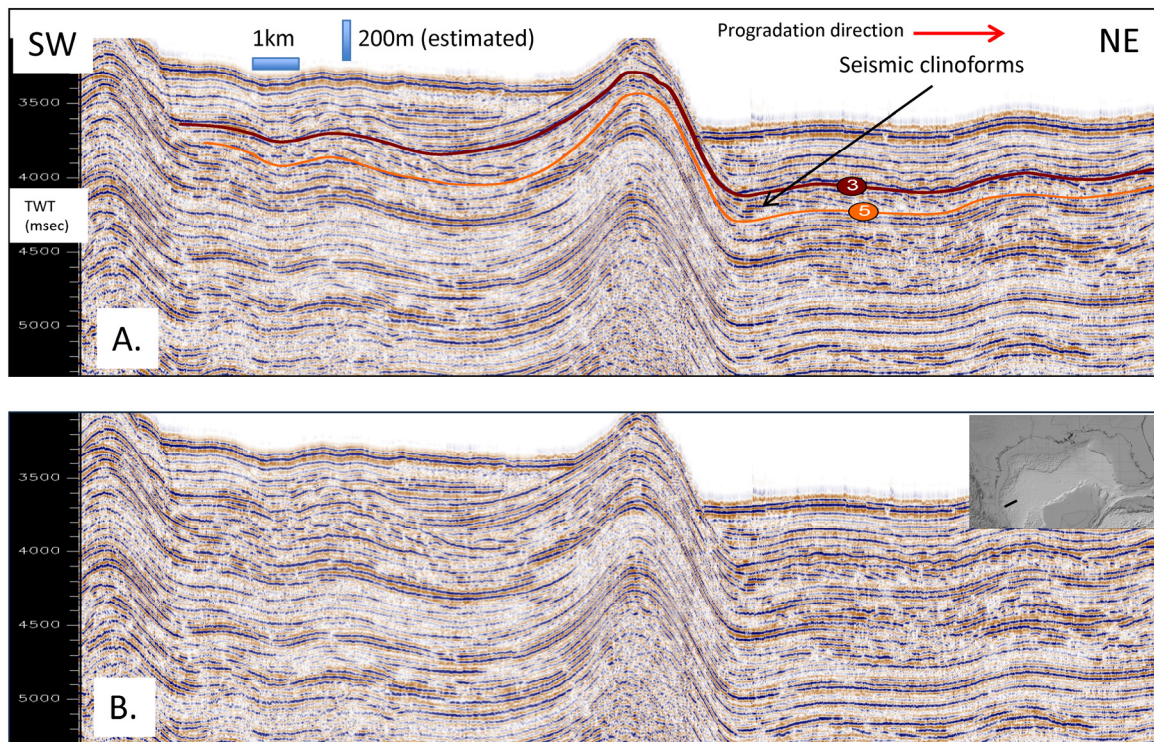 SW
1km
200m (estimated)
Progradation direction
NE
Seismic clinoforms
3500
4000
TWT
(msec)
4500
5000
3
5
A.
3500
4000
4500
5000
B.